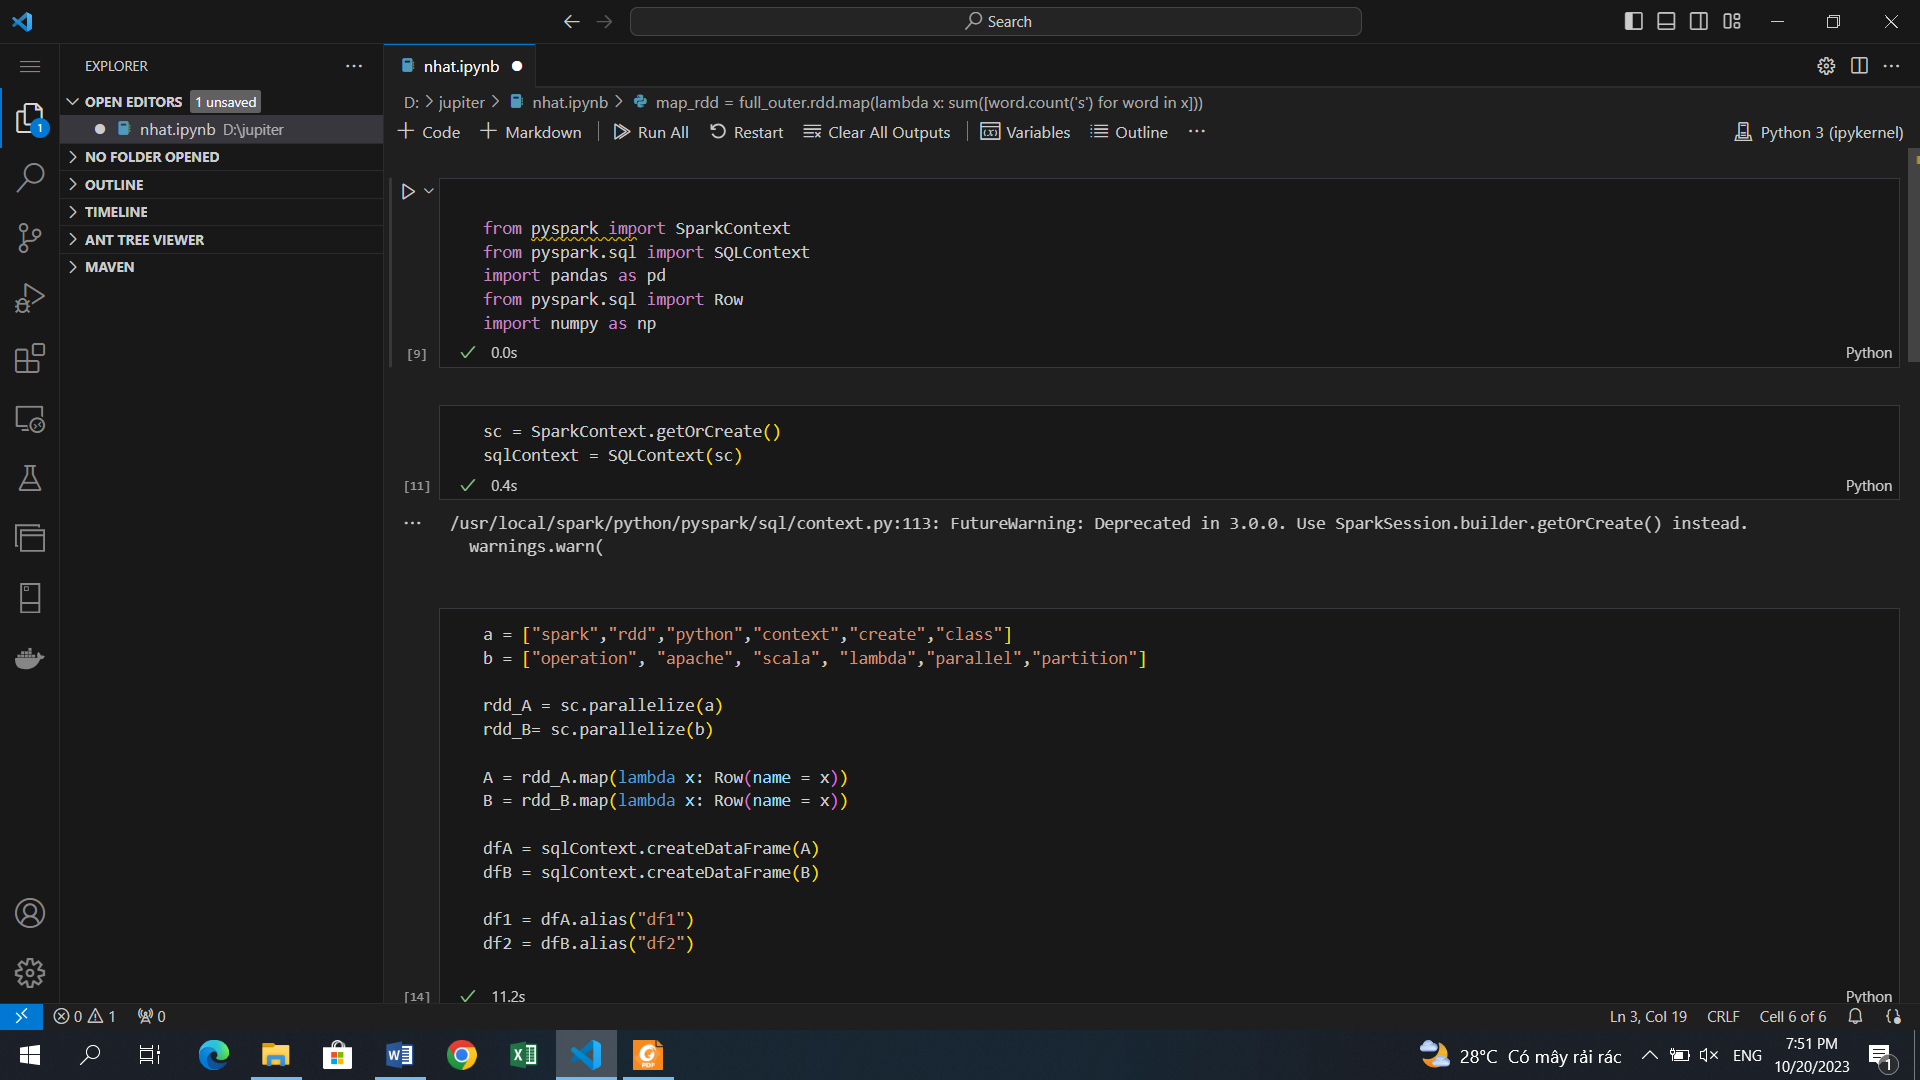 Search
EXPLORER
OPEN EDITORS 1 unsaved
nhat.ipynb D:\jupiter
NO FOLDER OPENED
OUTLINE
TIMELINE
ANT TREE VIEWER
MAVEN
1
nhat.ipynb
D: > jupiter > nhat.ipynb > map_rdd = full_outer.rdd.map(lambda x: sum([word.count('s') for word in x]))
+ Code + Markdown Run All Restart Clear All Outputs Variables Outline ... Python 3 (ipykernel)
from pyspark import SparkContext
from pyspark.sql import SQLContext
import pandas as pd
from pyspark.sql import Row
import numpy as np
[9] ✓ 0.0s Python
sc = SparkContext.getOrCreate()
sqlContext = SQLContext(sc)
[11] ✓ 0.4s Python
... /usr/local/spark/python/pyspark/sql/context.py:113: FutureWarning: Deprecated in 3.0.0. Use SparkSession.builder.getOrCreate() instead.
warnings.warn(
a = ["spark","rdd","python","context","create","class"]
b = ["operation", "apache", "scala", "lambda","parallel","partition"]
rdd_A = sc.parallelize(a)
rdd_B= sc.parallelize(b)
A = rdd_A.map(lambda x: Row(name = x))
B = rdd_B.map(lambda x: Row(name = x))
dfA = sqlContext.createDataFrame(A)
dfB = sqlContext.createDataFrame(B)
df1 = dfA.alias("df1")
df2 = dfB.alias("df2")
[14] ✓ 11.2s Python
0 1 0 Ln 3, Col 19 CRLF Cell 6 of 6
28°C Có mây rải rác ENG 7:51 PM
10/20/2023 1
PDF